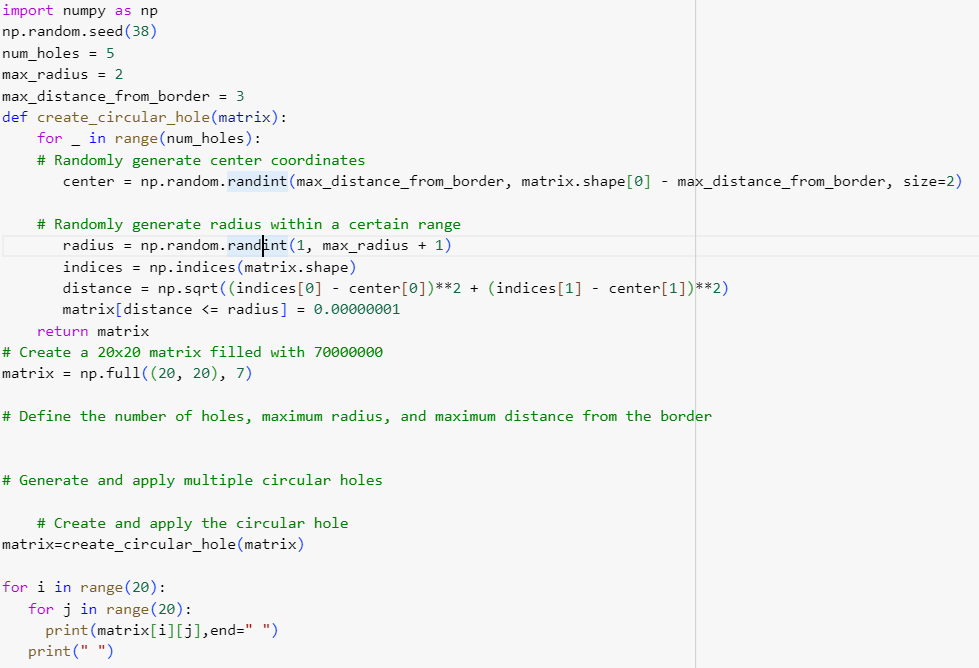 import numpy as np
np.random.seed(38)
num_holes = 5
max_radius = 2
max_distance_from_border = 3
def create_circular_hole(matrix):
    for _ in range(num_holes):
    # Randomly generate center coordinates
       center = np.random.randint(max_distance_from_border, matrix.shape[0] - max_distance_from_border, size=2)

    # Randomly generate radius within a certain range
       radius = np.random.randint(1, max_radius + 1)
       indices = np.indices(matrix.shape)
       distance = np.sqrt((indices[0] - center[0])**2 + (indices[1] - center[1])**2)
       matrix[distance <= radius] = 0.00000001
    return matrix
# Create a 20x20 matrix filled with 70000000
matrix = np.full((20, 20), 7)

# Define the number of holes, maximum radius, and maximum distance from the border


# Generate and apply multiple circular holes

    # Create and apply the circular hole
matrix=create_circular_hole(matrix)

for i in range(20):
   for j in range(20):
     print(matrix[i][j],end=" ")
   print(" ")